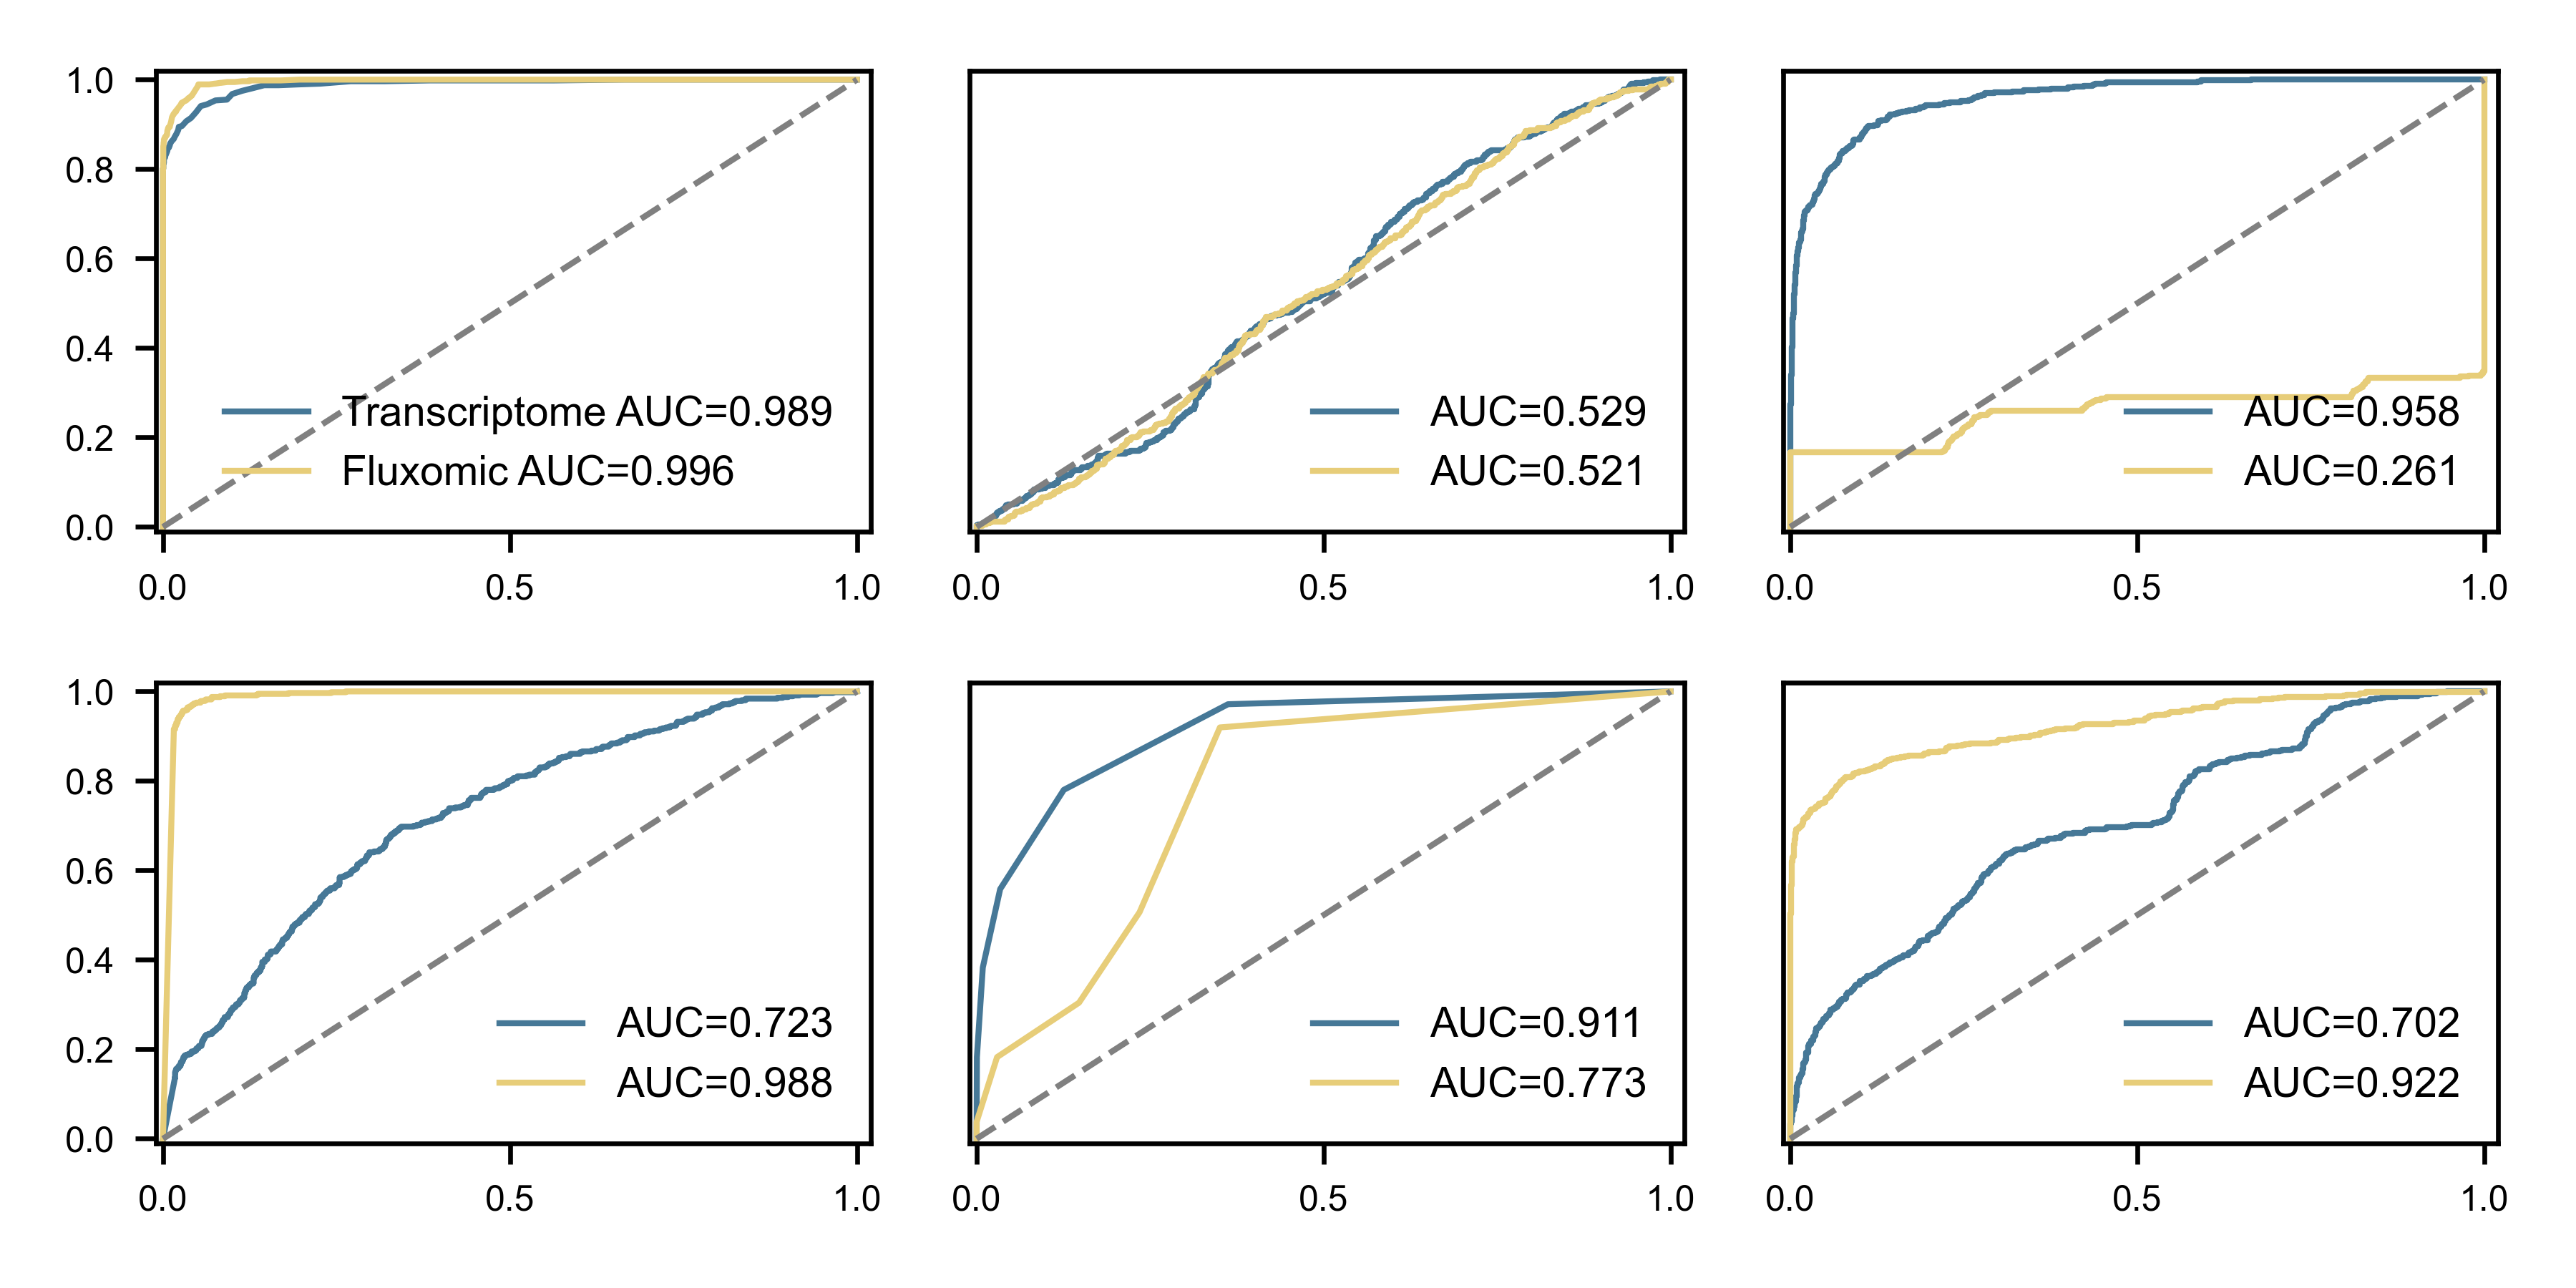 1.0
0.8
0.6
0.4
0.2
0.0
Transcriptome AUC=0.989
Fluxomic AUC=0.996
0.0 0.5 1.0
AUC=0.529
AUC=0.521
0.0 0.5 1.0
AUC=0.958
AUC=0.261
0.0 0.5 1.0
1.0
0.8
0.6
0.4
0.2
0.0
AUC=0.723
AUC=0.988
0.0 0.5 1.0
AUC=0.911
AUC=0.773
0.0 0.5 1.0
AUC=0.702
AUC=0.922
0.0 0.5 1.0